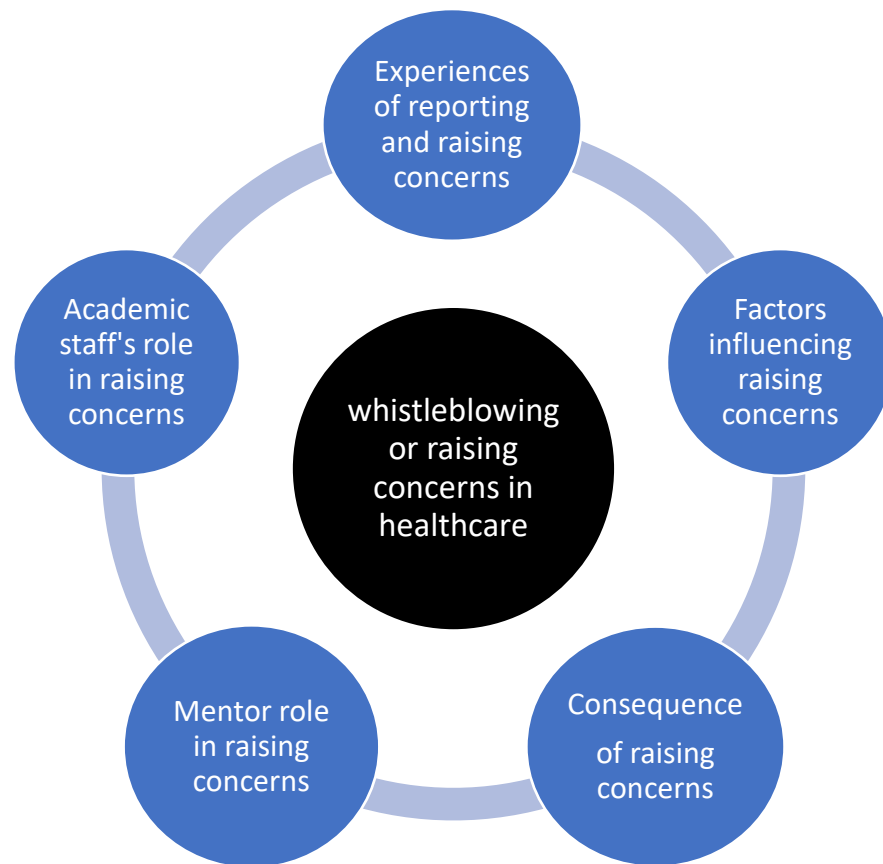 Experiences
of reporting
and raising
concerns
Academic
staff's role
in raising
concerns
Factors
influencing
raising
concerns
whistleblowing
or raising
concerns in
healthcare
Mentor role
in raising
concerns
Consequence
of raising
concerns